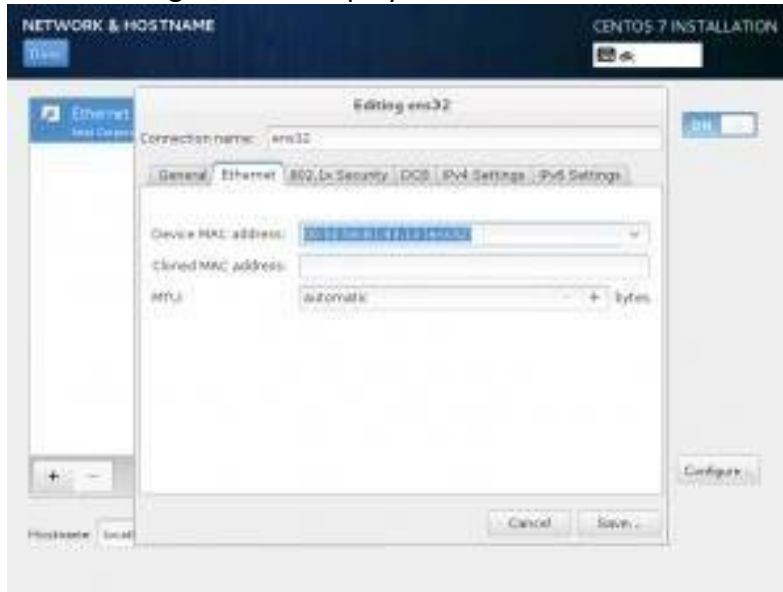 NETWORK & HOSTNAME
CENTOS 7 INSTALLATION
Done
dk
Editing ens32
Ethernet
Connection name: ens32
ON
General Ethernet 802.1x Security DCB IPv4 Settings IPv6 Settings
Device MAC address:
Cloned MAC address:
MTU: automatic - + bytes
+ - Configure...
Cancel Save...
Hostname